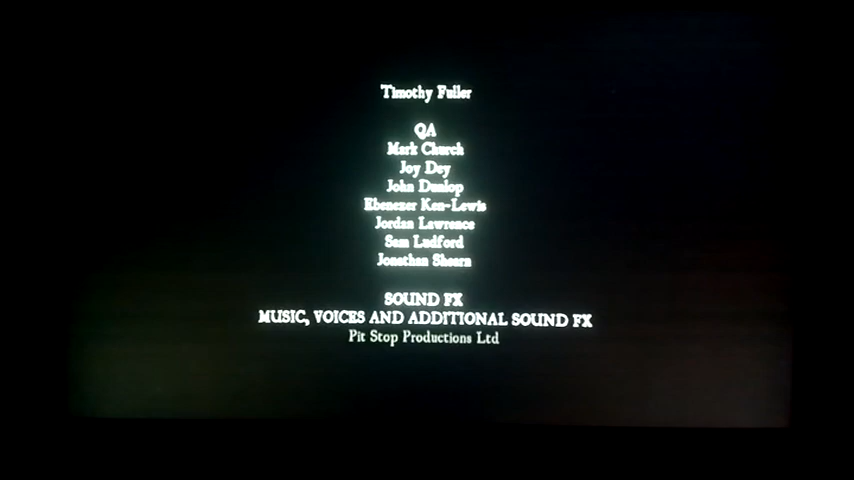 Timothy Fuller
QA
Mark Church
Joy Dey
John Dunlop
Ebenezer Ken-Lewis
Jordan Lawrence
Sam Ludford
Jonathan Shearn
SOUND FX
MUSIC, VOICES AND ADDITIONAL SOUND FX
Pit Stop Productions Ltd